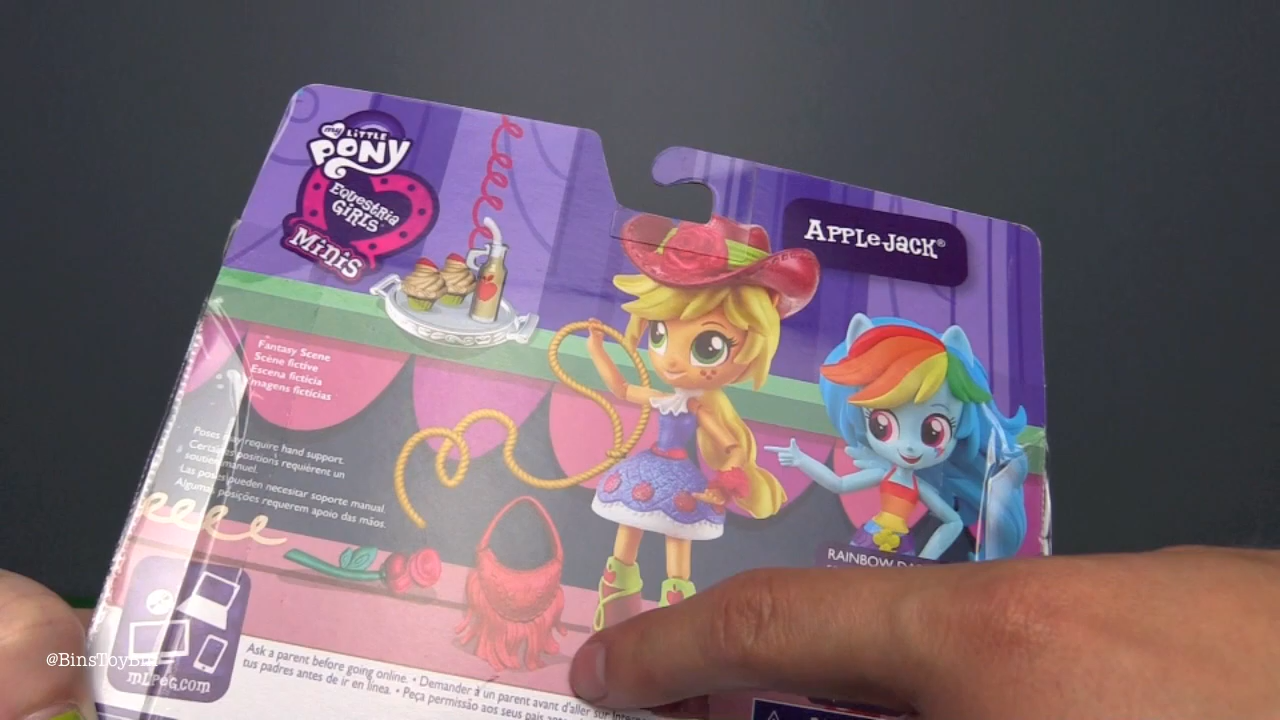 my LITTLE
PONY
EQUESTRIA
GIRLS
Minis
APPLEJACK®
Fantasy Scene
Scène fictive
Escena ficticia
Imagens fictícias
Poses may require hand support.
Certaines positions requièrent un
soutien manuel.
Las poses pueden necesitar soporte manual.
Algumas posições requerem apoio das mãos.
RAINBOW
MLPEG.COM
Ask a parent before going online. • Demander à un parent avant d'aller sur
tus padres antes de ir en línea. • Peça permissão aos seus pais
@BinsToyBin